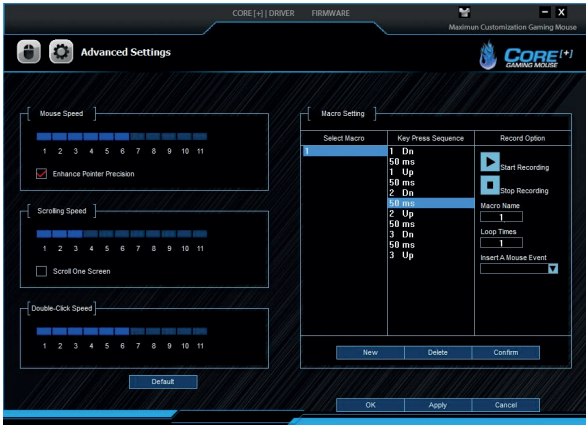 CORE [+] | DRIVER FIRMWARE
Maximun Customization Gaming Mouse
Advanced Settings
CORE [+]
GAMING MOUSE
Mouse Speed
1 2 3 4 5 6 7 8 9 10 11
Enhance Pointer Precision
Scrolling Speed
1 2 3 4 5 6 7 8 9 10 11
Scroll One Screen
Double-Click Speed
1 2 3 4 5 6 7 8 9 10 11
Default
Macro Setting
Select Macro
1
Key Press Sequence
1 Dn
50 ms
1 Up
50 ms
2 Dn
50 ms
2 Up
50 ms
3 Dn
50 ms
3 Up
Record Option
Start Recording
Stop Recording
Macro Name
1
Loop Times
1
Insert A Mouse Event
New Delete Confirm
OK Apply Cancel